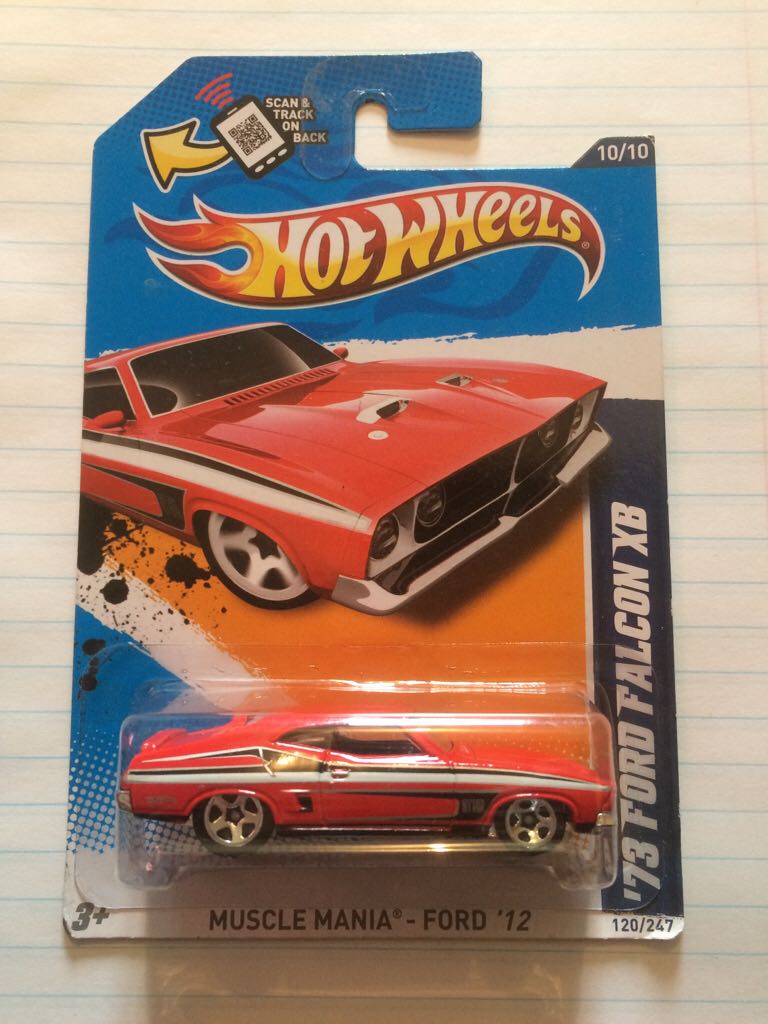 SCAN &
TRACK
ON
BACK
10/10
HOT WHEELS®
'73 FORD FALCON XB
3+
MUSCLE MANIA® - FORD '12
120/247